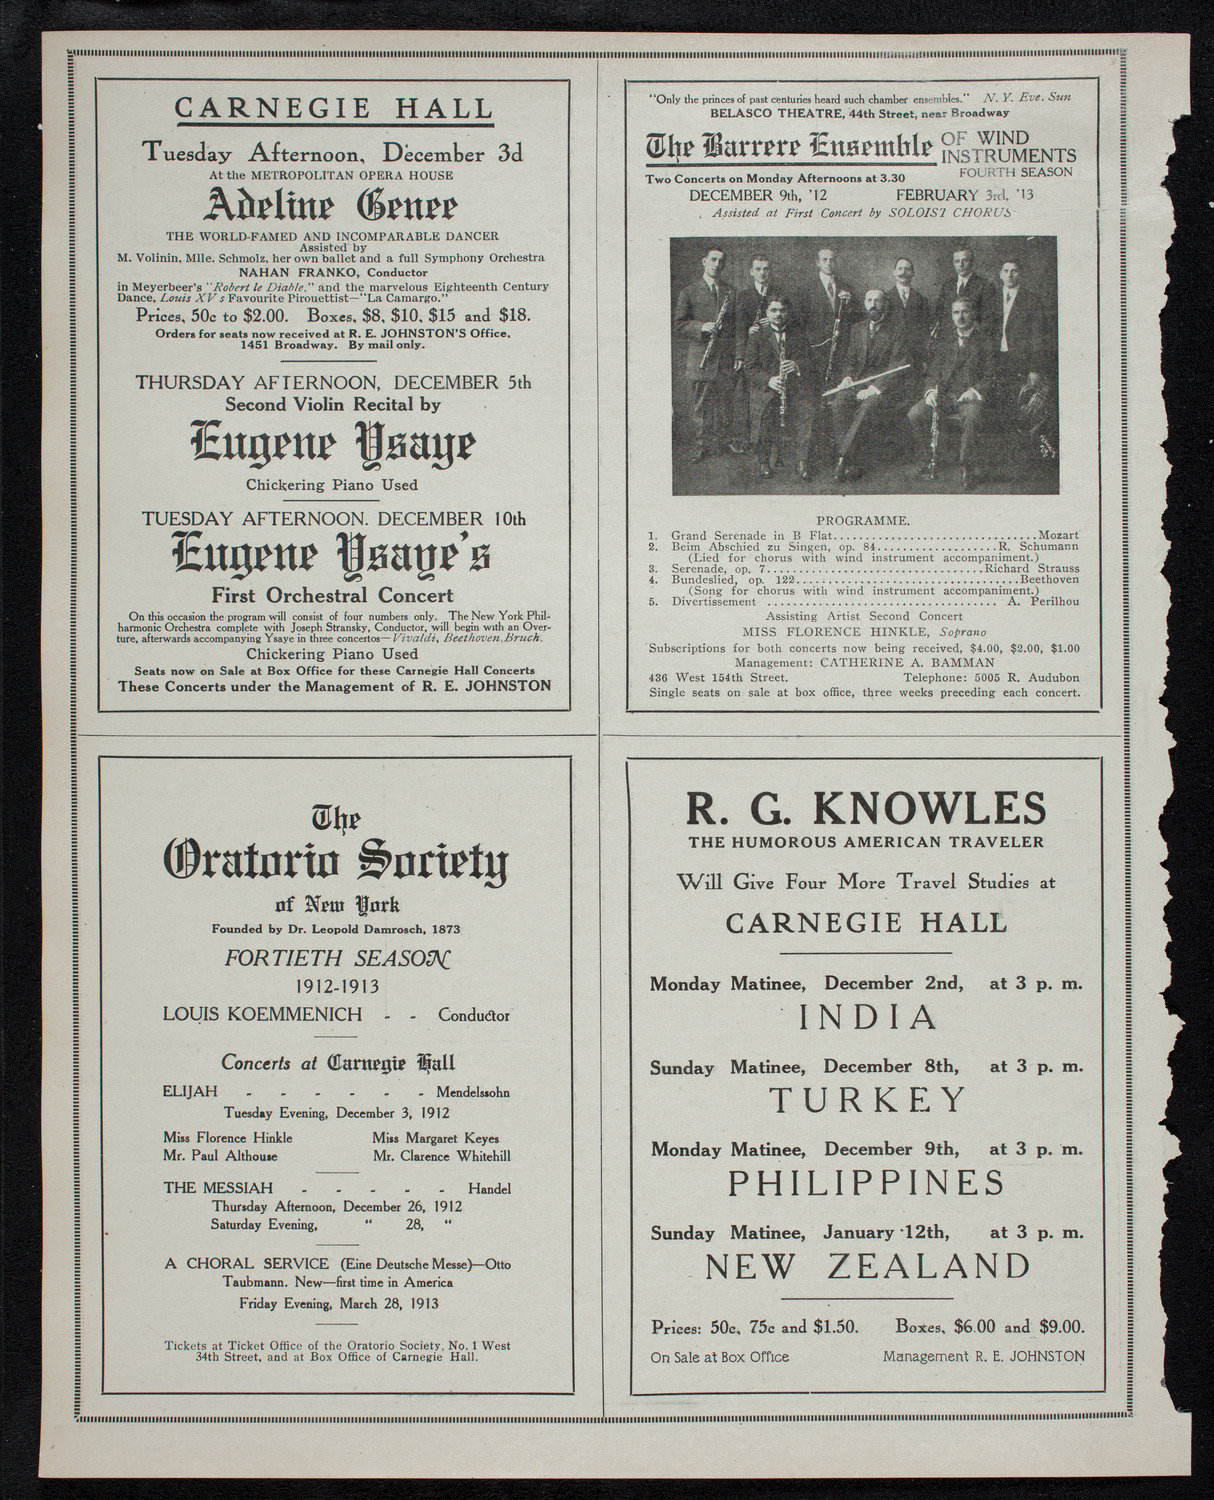 CARNEGIE HALL
Tuesday Afternoon, December 3d
At the METROPOLITAN OPERA HOUSE
Adeline Genee
THE WORLD-FAMED AND INCOMPARABLE DANCER
Assisted by
M. Volinin, Mlle. Schmolz, her own ballet and a full Symphony Orchestra
NAHAN FRANKO, Conductor
in Meyerbeer's "Robert le Diable," and the marvelous Eighteenth Century
Dance, Louis XV's Favourite Pirouettist—"La Camargo."
Prices, 50c to $2.00. Boxes, $8, $10, $15 and $18.
Orders for seats now received at R. E. JOHNSTON'S Office,
1451 Broadway. By mail only.
THURSDAY AFTERNOON, DECEMBER 5th
Second Violin Recital by
Eugene Ysaye
Chickering Piano Used
TUESDAY AFTERNOON. DECEMBER 10th
Eugene Ysaye's
First Orchestral Concert
On this occasion the program will consist of four numbers only. The New York Phil-
harmonic Orchestra complete with Joseph Stransky, Conductor, will begin with an Over-
ture, afterwards accompanying Ysaye in three concertos—Vivaldi, Beethoven, Bruch.
Chickering Piano Used
Seats now on Sale at Box Office for these Carnegie Hall Concerts
These Concerts under the Management of R. E. JOHNSTON
"Only the princes of past centuries heard such chamber ensembles." N. Y. Eve. Sun
BELASCO THEATRE, 44th Street, near Broadway
The Barrere Ensemble OF WIND INSTRUMENTS
FOURTH SEASON
Two Concerts on Monday Afternoons at 3.30
DECEMBER 9th, '12 FEBRUARY 3rd, '13
Assisted at First Concert by SOLOIST CHORUS
PROGRAMME.
1. Grand Serenade in B Flat..............................Mozart
2. Beim Abschied zu Singen, op. 84...................R. Schumann
(Lied for chorus with wind instrument accompaniment.)
3. Serenade, op. 7.................................Richard Strauss
4. Bundeslied, op. 122...................................Beethoven
(Song for chorus with wind instrument accompaniment.)
5. Divertissement ................................... A. Perilhou
Assisting Artist Second Concert
MISS FLORENCE HINKLE, Soprano
Subscriptions for both concerts now being received, $4.00, $2.00, $1.00
Management: CATHERINE A. BAMMAN
436 West 154th Street. Telephone: 5005 R. Audubon
Single seats on sale at box office, three weeks preceding each concert.
The
Oratorio Society
of New York
Founded by Dr. Leopold Damrosch, 1873
FORTIETH SEASON
1912-1913
LOUIS KOEMMENICH - - Conductor
Concerts at Carnegie Hall
ELIJAH - - - - - - Mendelssohn
Tuesday Evening, December 3, 1912
Miss Florence Hinkle Miss Margaret Keyes
Mr. Paul Althouse Mr. Clarence Whitehill
THE MESSIAH - - - - - Handel
Thursday Afternoon, December 26, 1912
Saturday Evening, " 28, "
A CHORAL SERVICE (Eine Deutsche Messe)—Otto
Taubmann. New—first time in America
Friday Evening, March 28, 1913
Tickets at Ticket Office of the Oratorio Society, No. 1 West
34th Street, and at Box Office of Carnegie Hall.
R. G. KNOWLES
THE HUMOROUS AMERICAN TRAVELER
Will Give Four More Travel Studies at
CARNEGIE HALL
Monday Matinee, December 2nd, at 3 p. m.
INDIA
Sunday Matinee, December 8th, at 3 p. m.
TURKEY
Monday Matinee, December 9th, at 3 p. m.
PHILIPPINES
Sunday Matinee, January 12th, at 3 p. m.
NEW ZEALAND
Prices: 50c, 75c and $1.50. Boxes, $6.00 and $9.00.
On Sale at Box Office Management R. E. JOHNSTON